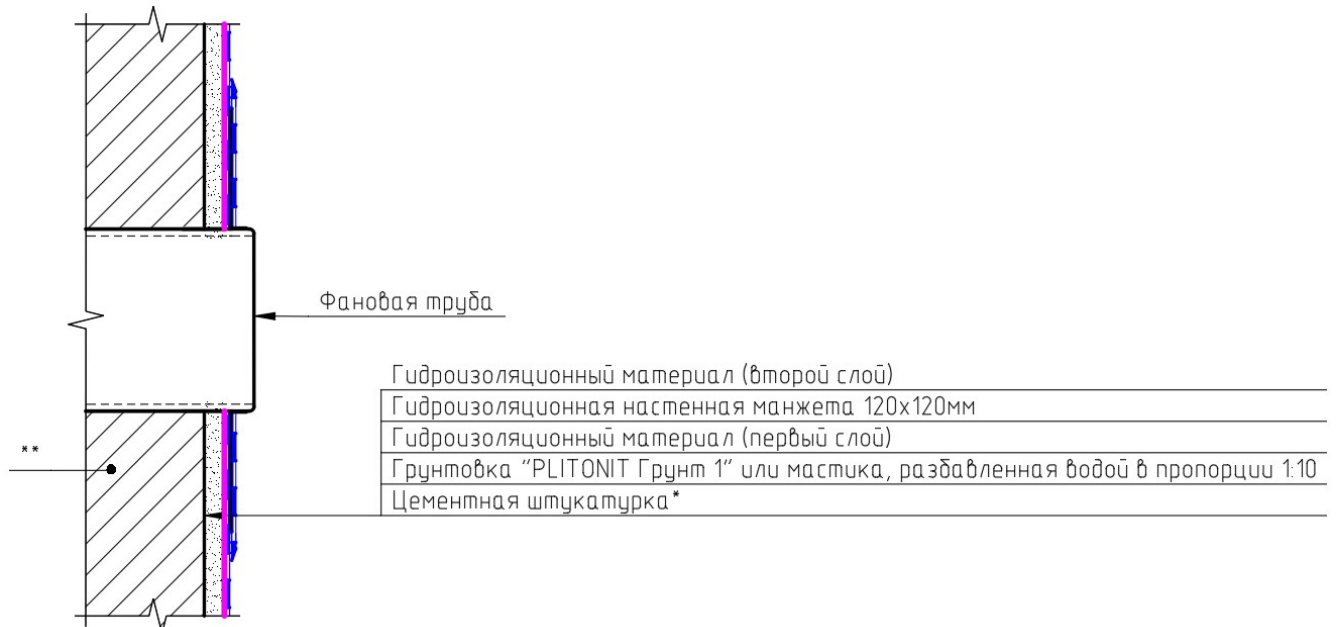 Фановая труба
Гидроизоляционный материал (второй слой)
Гидроизоляционная настенная манжета 120х120мм
Гидроизоляционный материал (первый слой)
Грунтовка "PLITONIT Грунт 1" или мастика, разбавленная водой в пропорции 1:10
**
Цементная штукатурка*